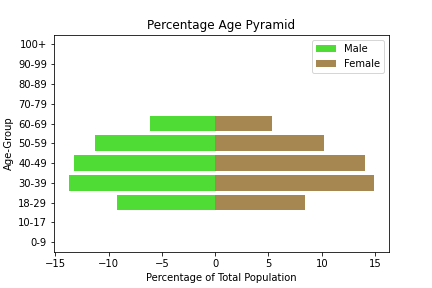 Percentage Age Pyramid
Male
Female
Age-Group
100+
90-99
80-89
70-79
60-69
50-59
40-49
30-39
18-29
10-17
0-9
−15 −10 −5 0 5 10 15
Percentage of Total Population